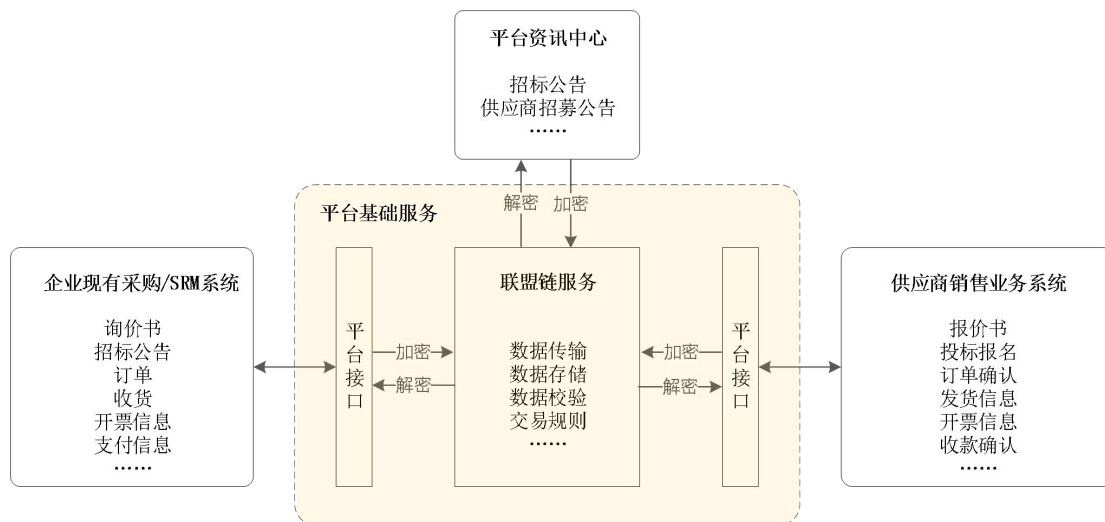 平台资讯中心
招标公告
供应商招募公告
……
解密
加密
平台基础服务
企业现有采购/SRM系统
询价书
招标公告
订单
收货
开票信息
支付信息
……
平台接口
加密
解密
联盟链服务
数据传输
数据存储
数据校验
交易规则
……
加密
解密
平台接口
供应商销售业务系统
报价书
投标报名
订单确认
发货信息
开票信息
收款确认
……